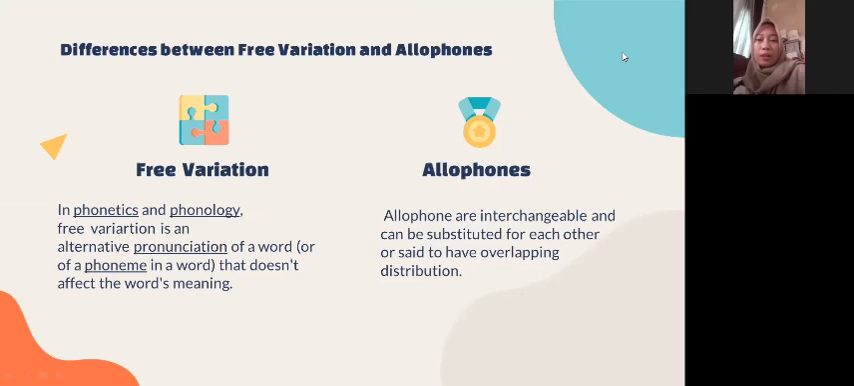 Differences between Free Variation and Allophones
Free Variation
In phonetics and phonology,
free variartion is an
alternative pronunciation of a word (or
of a phoneme in a word) that doesn't
affect the word's meaning.
Allophones
Allophone are interchangeable and
can be substituted for each other
or said to have overlapping
distribution.